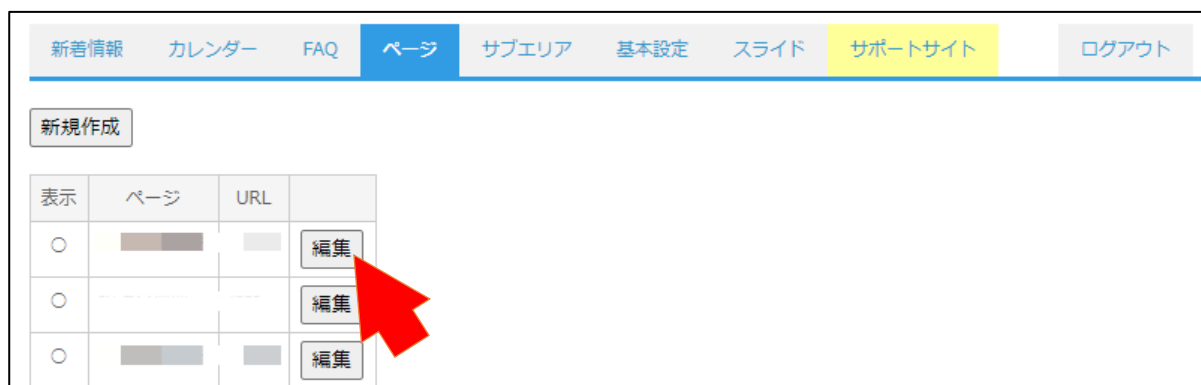 新着情報 カレンダー FAQ ページ サブエリア 基本設定 スライド サポートサイト ログアウト
新規作成
表示 ページ URL
○ 編集
○ 編集
○ 編集